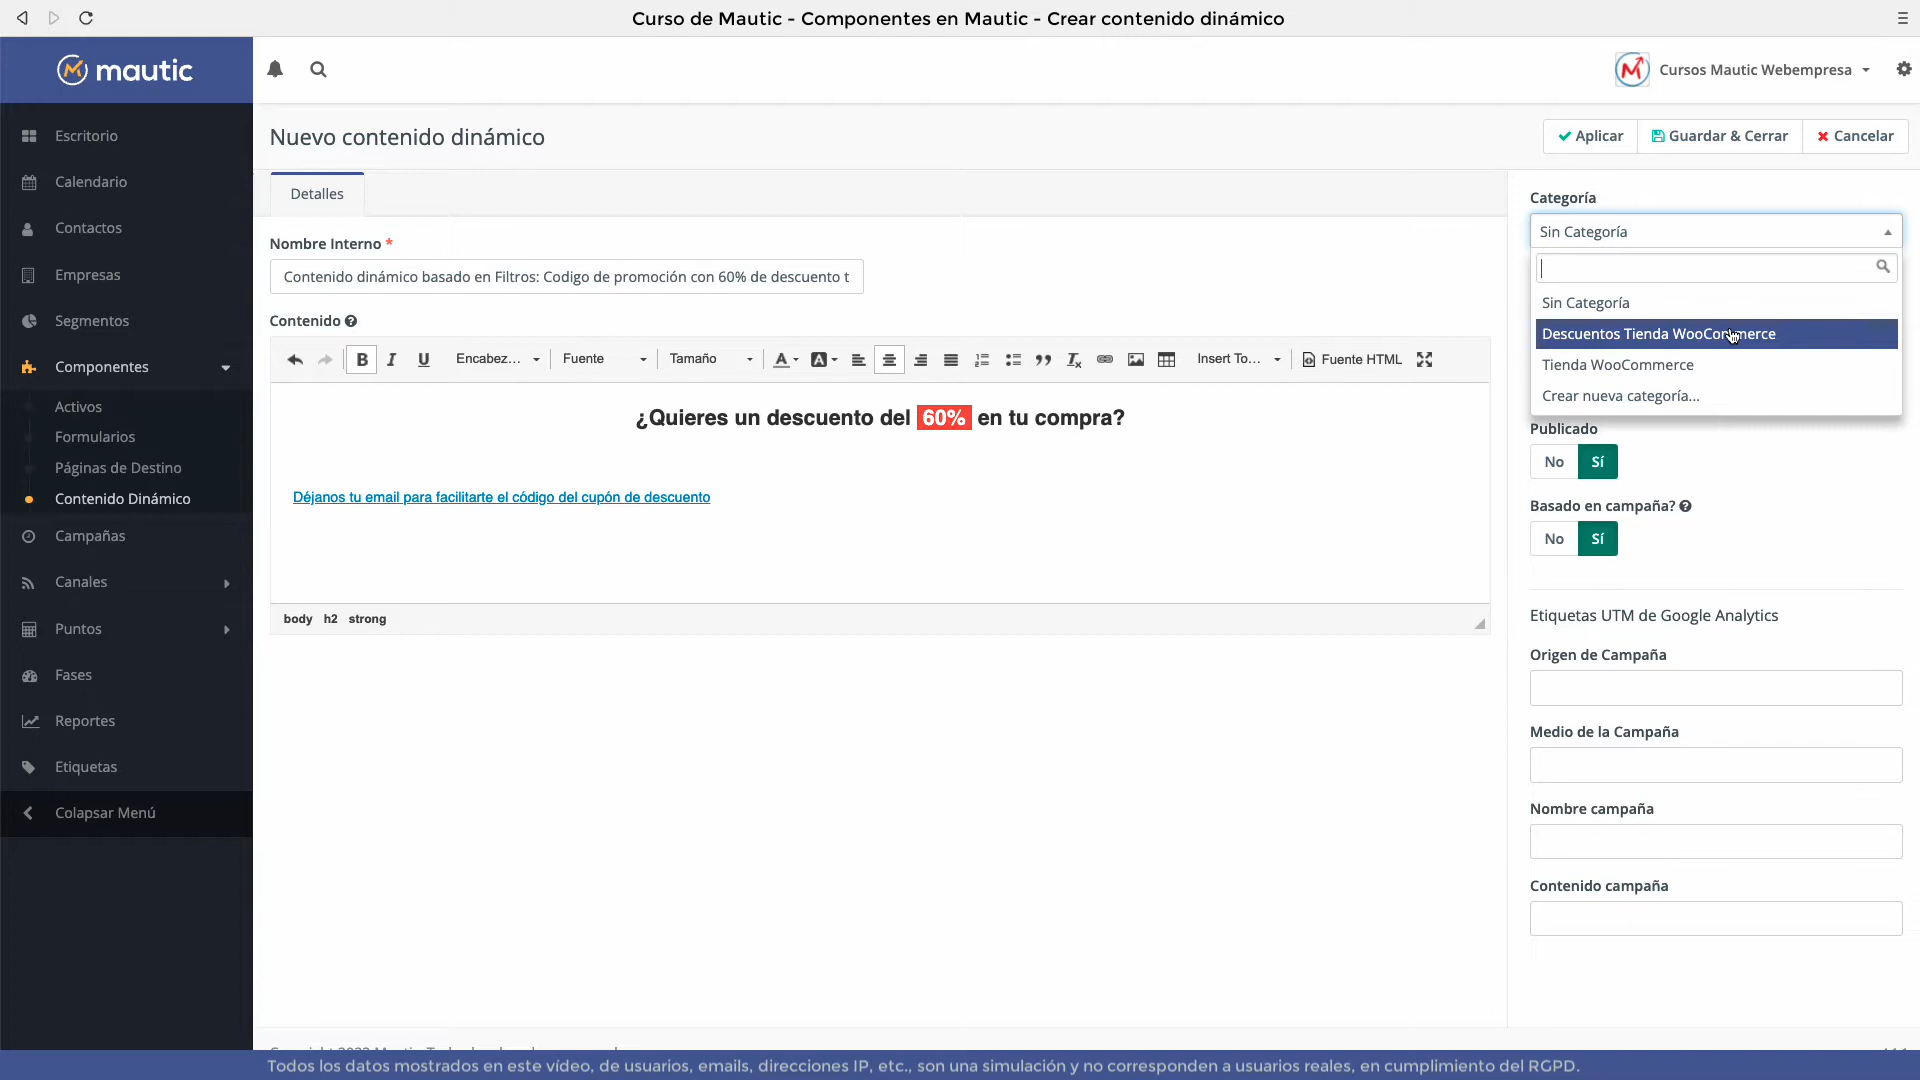 Curso de Mautic - Componentes en Mautic - Crear contenido dinámico
mautic
Cursos Mautic Webempresa
Escritorio
Calendario
Contactos
Empresas
Segmentos
Componentes
Activos
Formularios
Páginas de Destino
Contenido Dinámico
Campañas
Canales
Puntos
Fases
Reportes
Etiquetas
Colapsar Menú
Nuevo contenido dinámico
Aplicar
Guardar & Cerrar
Cancelar
Detalles
Nombre Interno *
Contenido dinámico basado en Filtros: Codigo de promoción con 60% de descuento t
Contenido
B I U Encabez... Fuente Tamaño A A Insert To... Fuente HTML
¿Quieres un descuento del 60% en tu compra?
Déjanos tu email para facilitarte el código del cupón de descuento
body h2 strong
Categoría
Sin Categoría
Sin Categoría
Descuentos Tienda WooCommerce
Tienda WooCommerce
Crear nueva categoría...
Publicado
No Sí
Basado en campaña?
No Sí
Etiquetas UTM de Google Analytics
Origen de Campaña
Medio de la Campaña
Nombre campaña
Contenido campaña
Todos los datos mostrados en este vídeo, de usuarios, emails, direcciones IP, etc., son una simulación y no corresponden a usuarios reales, en cumplimiento del RGPD.